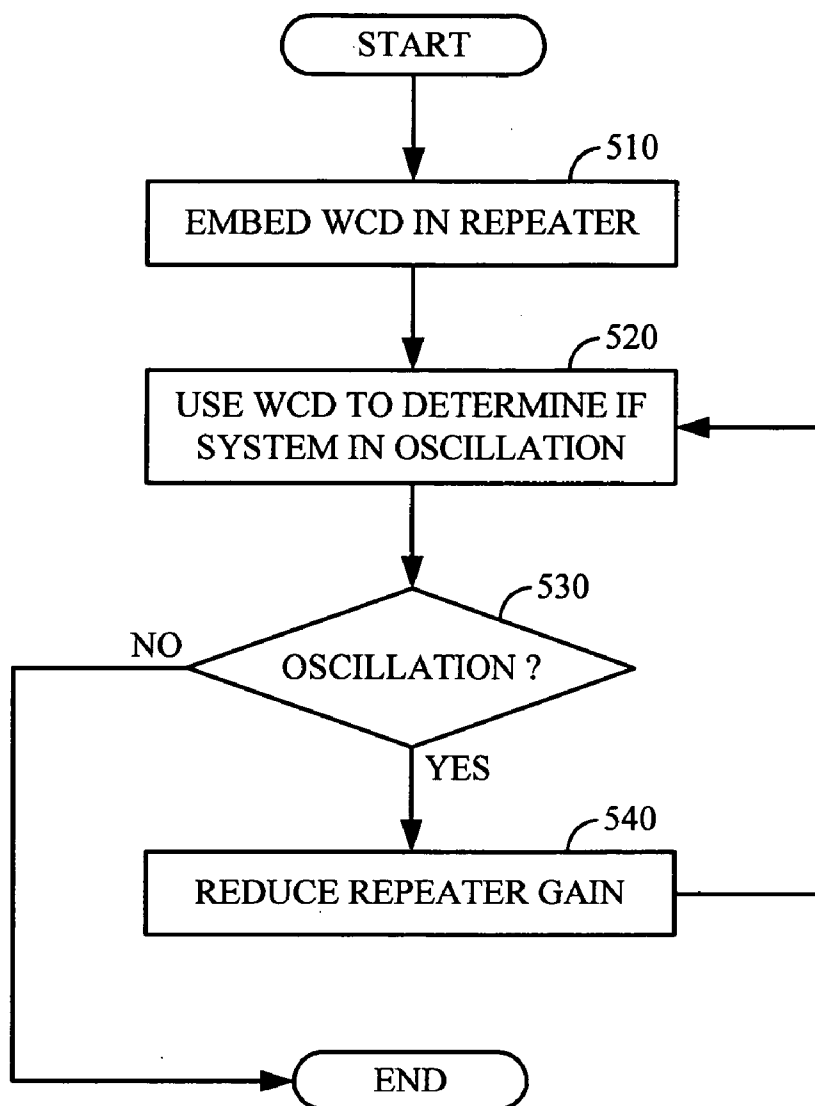 START
510
EMBED WCD IN REPEATER
520
USE WCD TO DETERMINE IF
SYSTEM IN OSCILLATION
530
NO
OSCILLATION ?
YES
540
REDUCE REPEATER GAIN
END